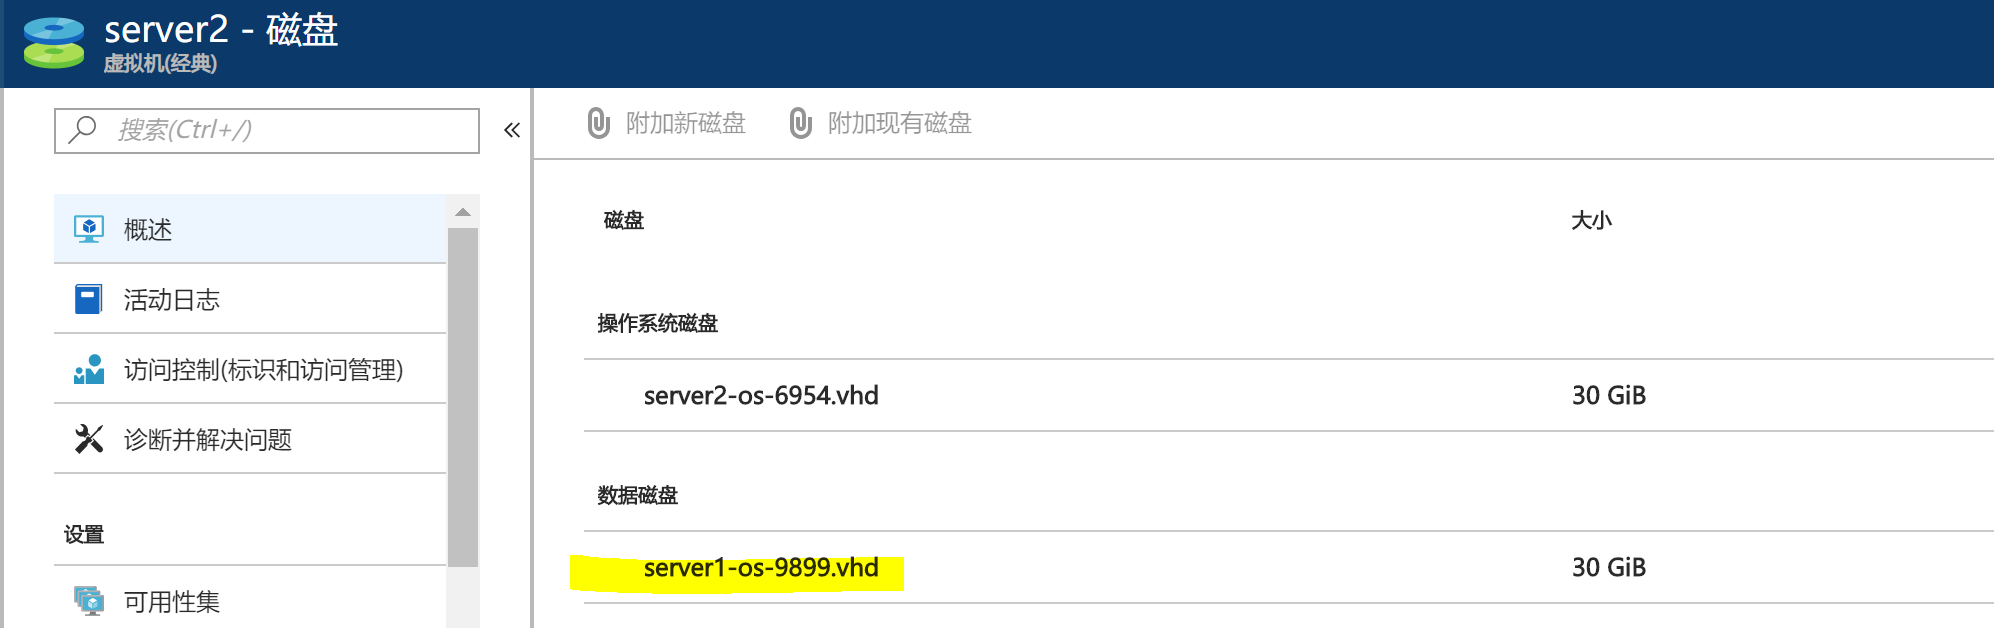 server2 - 磁盘
虚拟机(经典)
搜索(Ctrl+/)
«
概述
活动日志
访问控制(标识和访问管理)
诊断并解决问题
设置
可用性集
附加新磁盘
附加现有磁盘
磁盘 大小
操作系统磁盘
server2-os-6954.vhd 30 GiB
数据磁盘
server1-os-9899.vhd 30 GiB